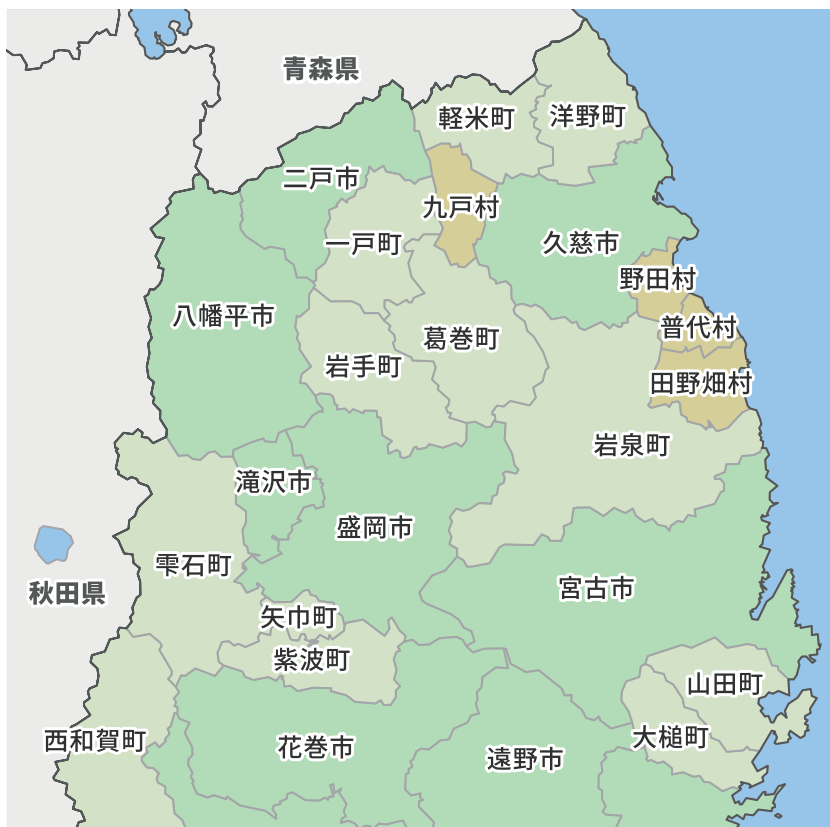 青森県
軽米町
洋野町
二戸市
九戸村
一戸町
久慈市
野田村
八幡平市
普代村
葛巻町
岩手町
田野畑村
岩泉町
滝沢市
盛岡市
雫石町
宮古市
秋田県
矢巾町
紫波町
山田町
西和賀町
大槌町
花巻市
遠野市